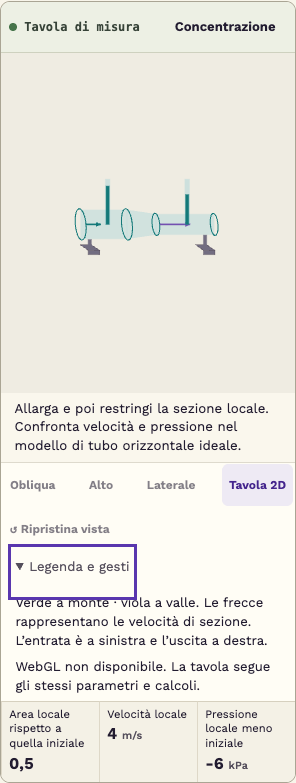 Tavola di misura
Concentrazione
Allarga e poi restringi la sezione locale.
Confronta velocità e pressione nel
modello di tubo orizzontale ideale.
Obliqua
Alto
Laterale
Tavola 2D
↺ Ripristina vista
▼ Legenda e gesti
Verde a monte · viola a valle. Le frecce
rappresentano le velocità di sezione.
L’entrata è a sinistra e l’uscita a destra.
WebGL non disponibile. La tavola segue
gli stessi parametri e calcoli.
Area locale
rispetto a
quella iniziale
0,5
Velocità locale
4 m/s
Pressione
locale meno
iniziale
-6 kPa